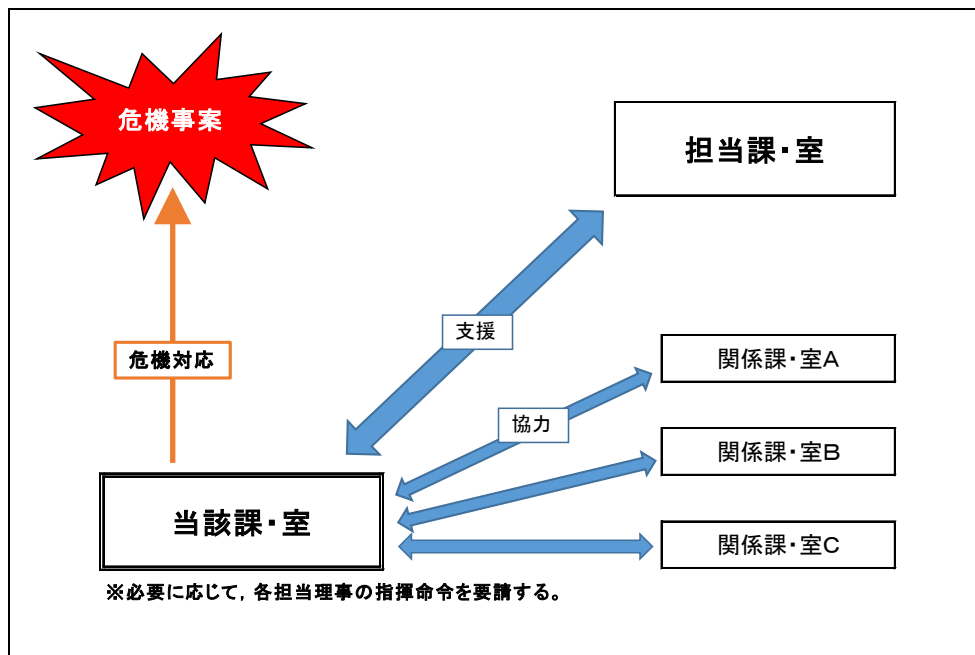 危機事案
担当課・室
支援
危機対応
関係課・室A
協力
関係課・室B
当該課・室
関係課・室C
※必要に応じて，各担当理事の指揮命令を要請する。